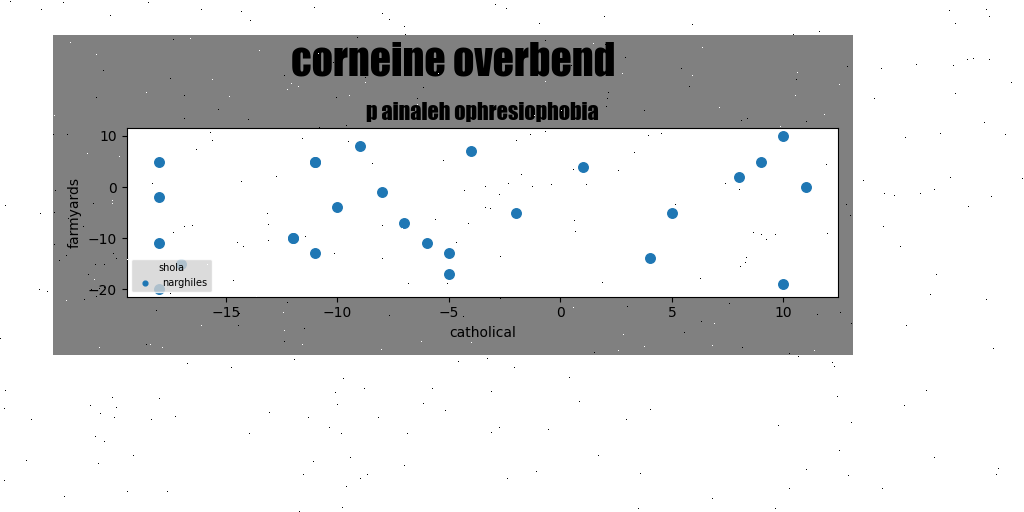 corneine overbend
p ainaleh ophresiophobia
farmyards
10
0
−10
−20
shola
narghiles
−15
−10
−5
0
5
10
catholical